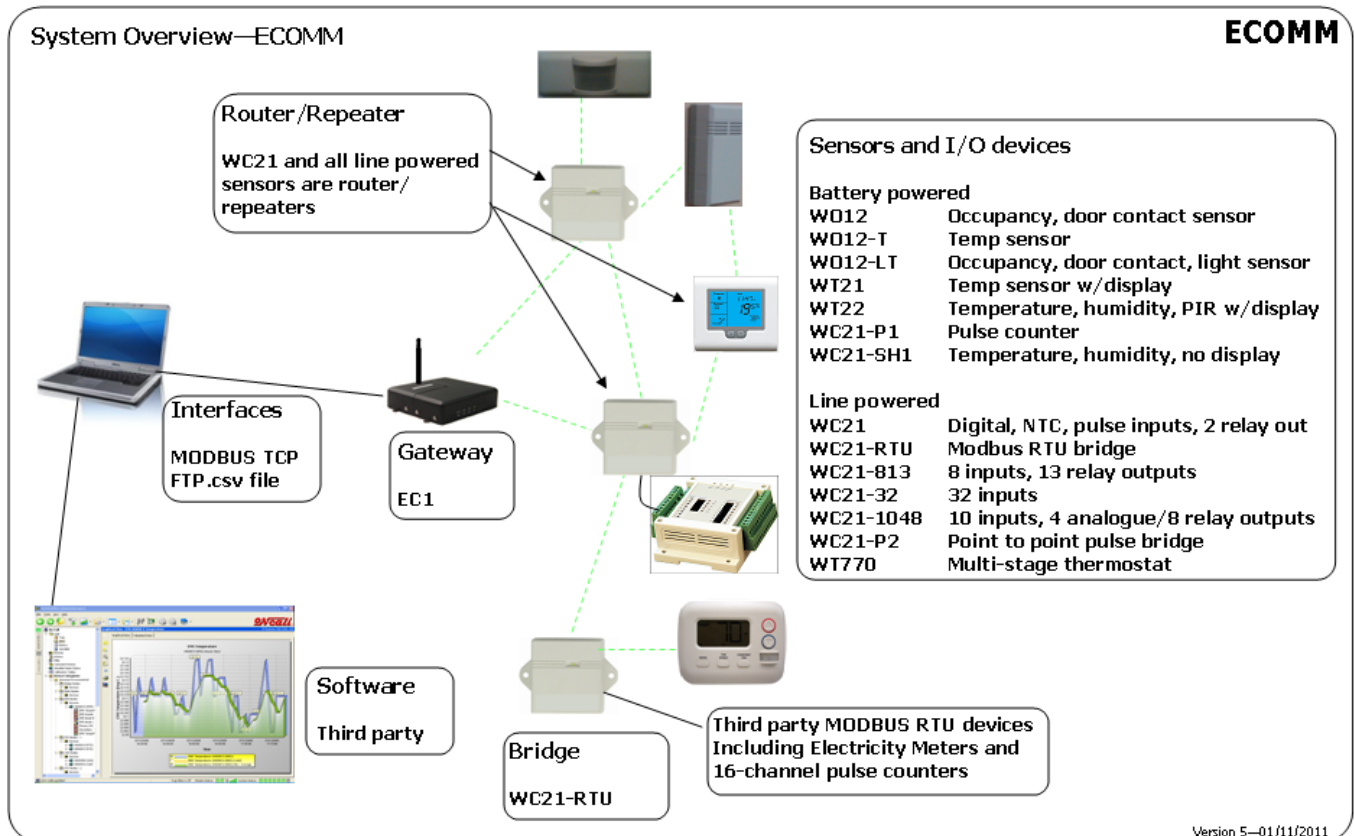 System Overview—ECOMM
ECOMM
Router/Repeater
WC21 and all line powered
sensors are router/
repeaters
Sensors and I/O devices
Battery powered
WO12 Occupancy, door contact sensor
WO12-T Temp sensor
WO12-LT Occupancy, door contact, light sensor
WT21 Temp sensor w/display
WT22 Temperature, humidity, PIR w/display
WC21-P1 Pulse counter
WC21-SH1 Temperature, humidity, no display
Line powered
WC21 Digital, NTC, pulse inputs, 2 relay out
WC21-RTU Modbus RTU bridge
WC21-813 8 inputs, 13 relay outputs
WC21-32 32 inputs
WC21-1048 10 inputs, 4 analogue/8 relay outputs
WC21-P2 Point to point pulse bridge
WT770 Multi-stage thermostat
Interfaces
MODBUS TCP
FTP.csv file
Gateway
EC1
Software
Third party
Bridge
WC21-RTU
Third party MODBUS RTU devices
Including Electricity Meters and
16-channel pulse counters
Version 5—01/11/2011